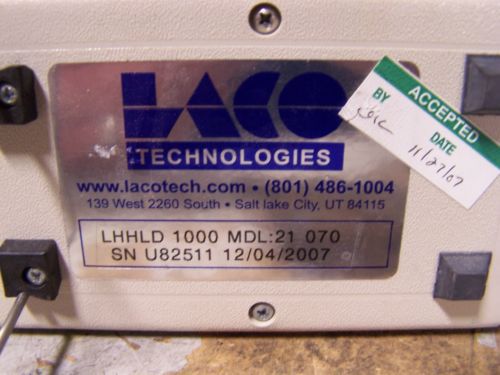 LACO
TECHNOLOGIES
www.lacotech.com • (801) 486-1004
139 West 2260 South • Salt lake City, UT 84115
LHHLD 1000 MDL:21 070
SN U82511 12/04/2007
ACCEPTED
BY
DATE
11/27/07